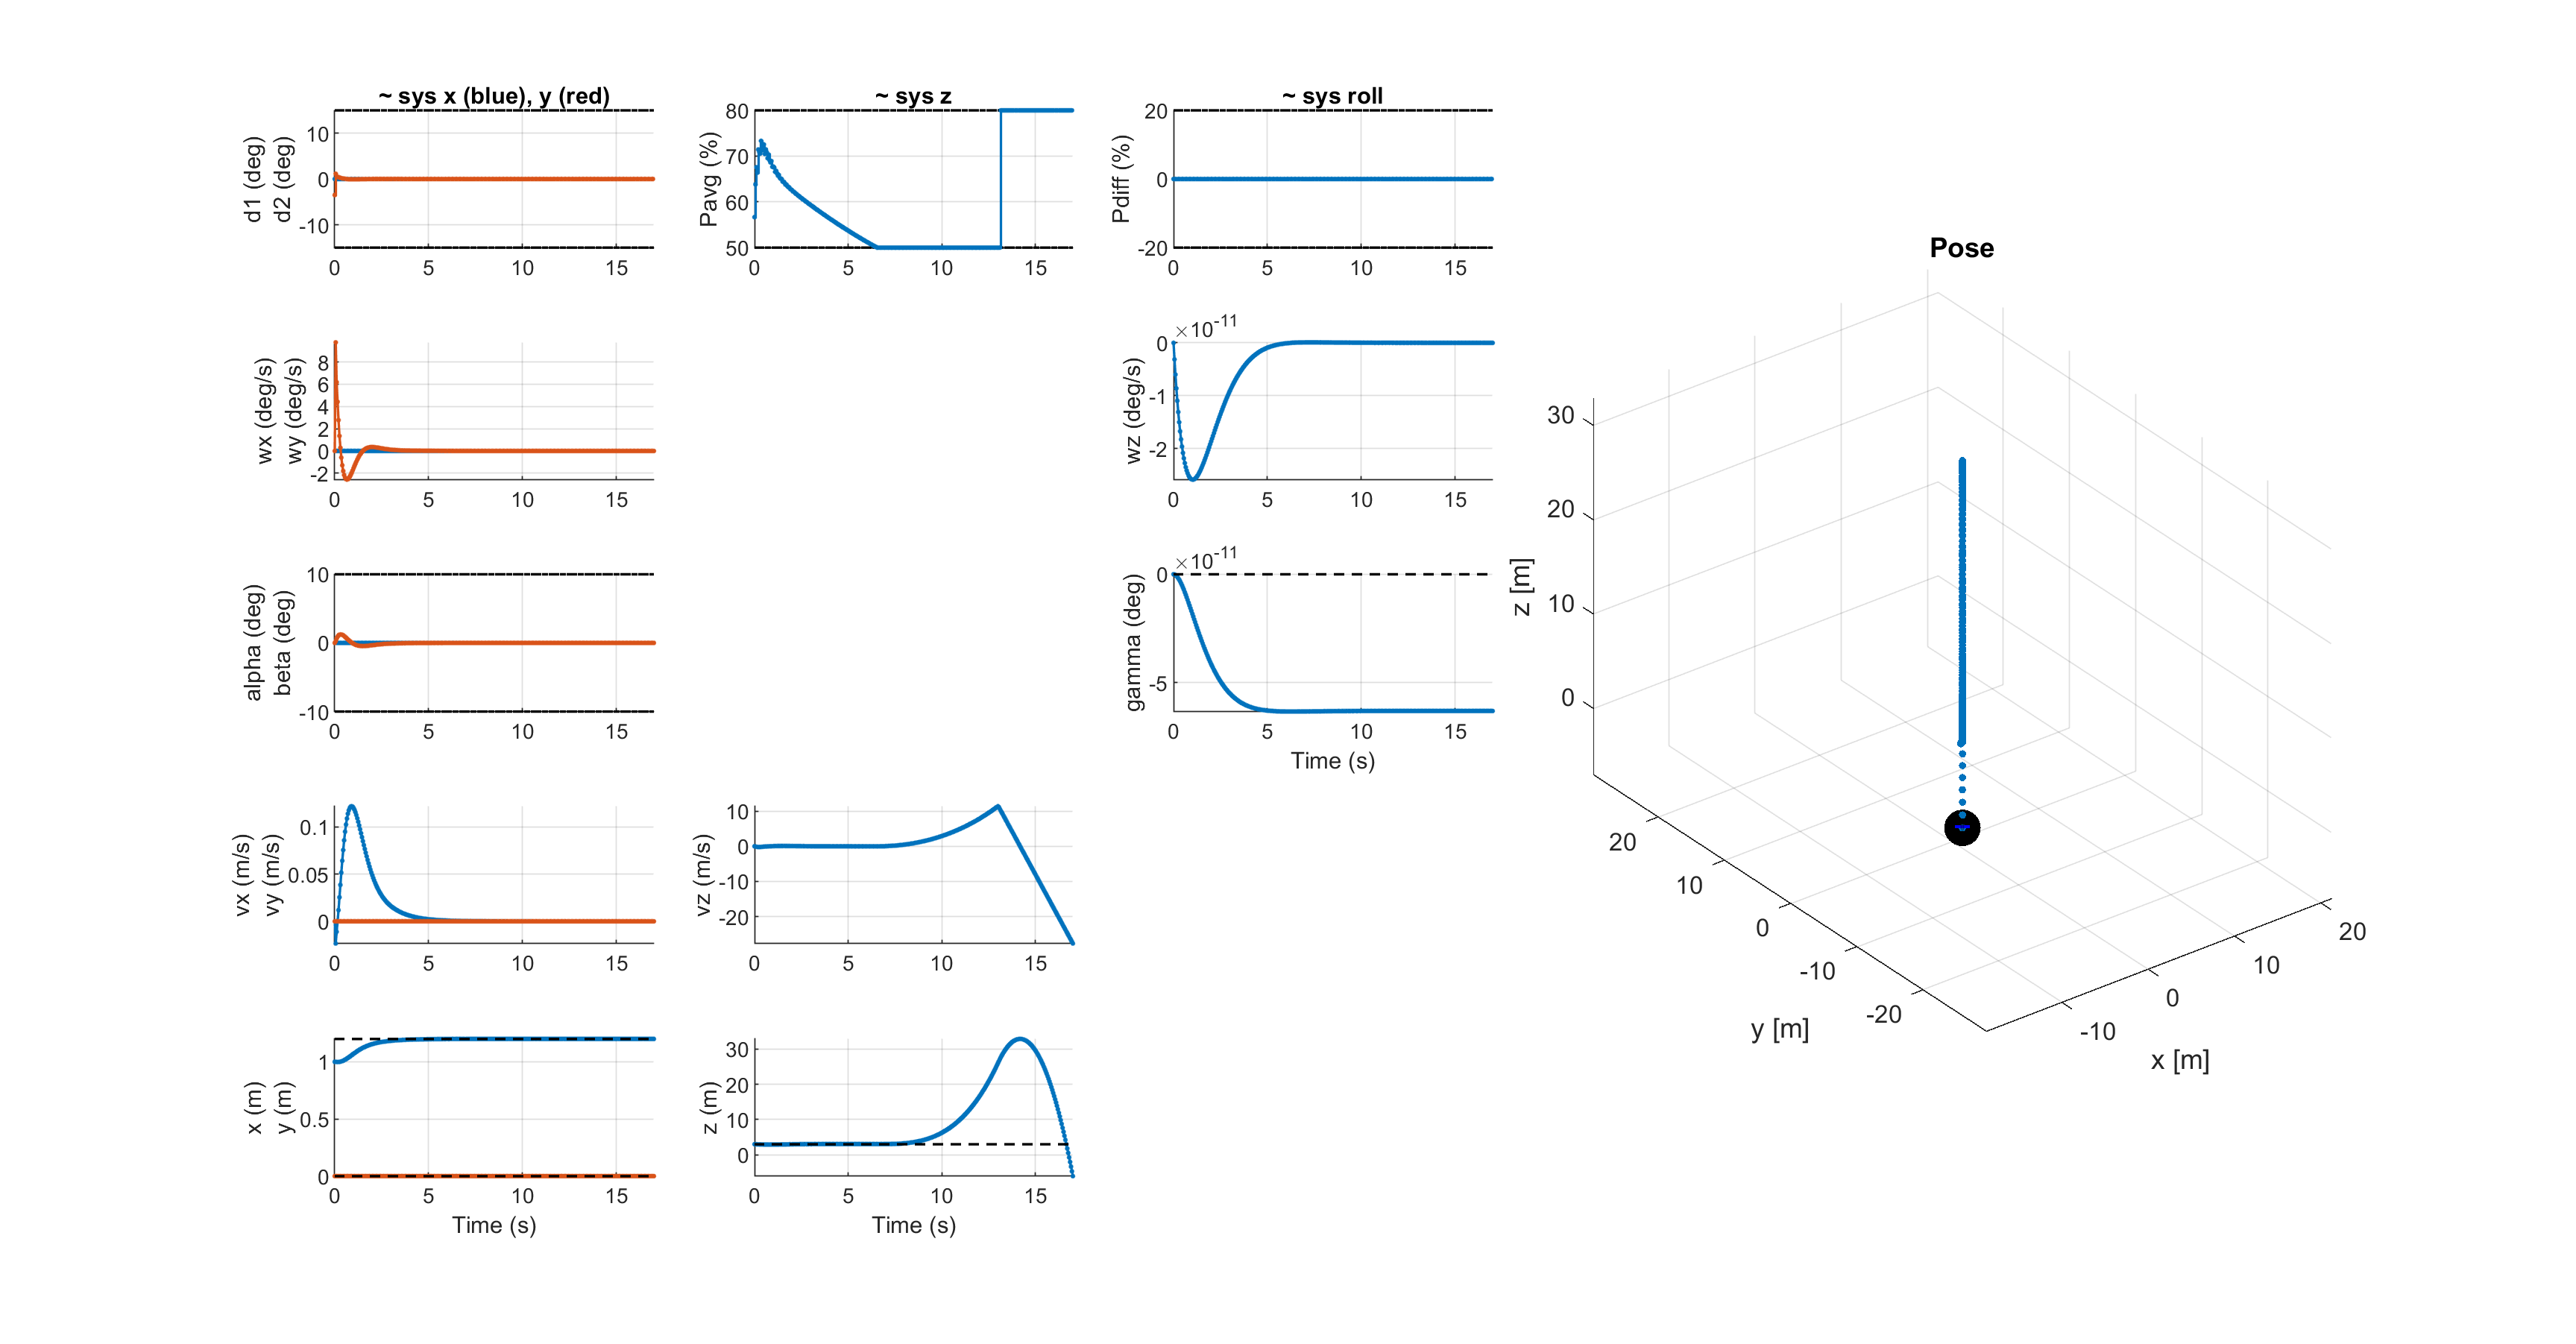 ~ sys x (blue), y (red)
d1 (deg)
d2 (deg)
10
0
-10
0 5 10 15
~ sys z
Pavg (%)
80
70
60
50
0 5 10 15
~ sys roll
Pdiff (%)
20
0
-20
0 5 10 15
wx (deg/s)
wy (deg/s)
8
6
4
2
0
-2
0 5 10 15
×10-11
wz (deg/s)
0
-1
-2
0 5 10 15
alpha (deg)
beta (deg)
10
0
-10
0 5 10 15
×10-11
gamma (deg)
0
-5
0 5 10 15
Time (s)
vx (m/s)
vy (m/s)
0.1
0.05
0
0 5 10 15
vz (m/s)
10
0
-10
-20
0 5 10 15
x (m)
y (m)
1
0.5
0
0 5 10 15
Time (s)
z (m)
30
20
10
0
0 5 10 15
Time (s)
Pose
z [m]
30
20
10
0
20
10
0
-10
-20
y [m]
20
10
0
-10
x [m]